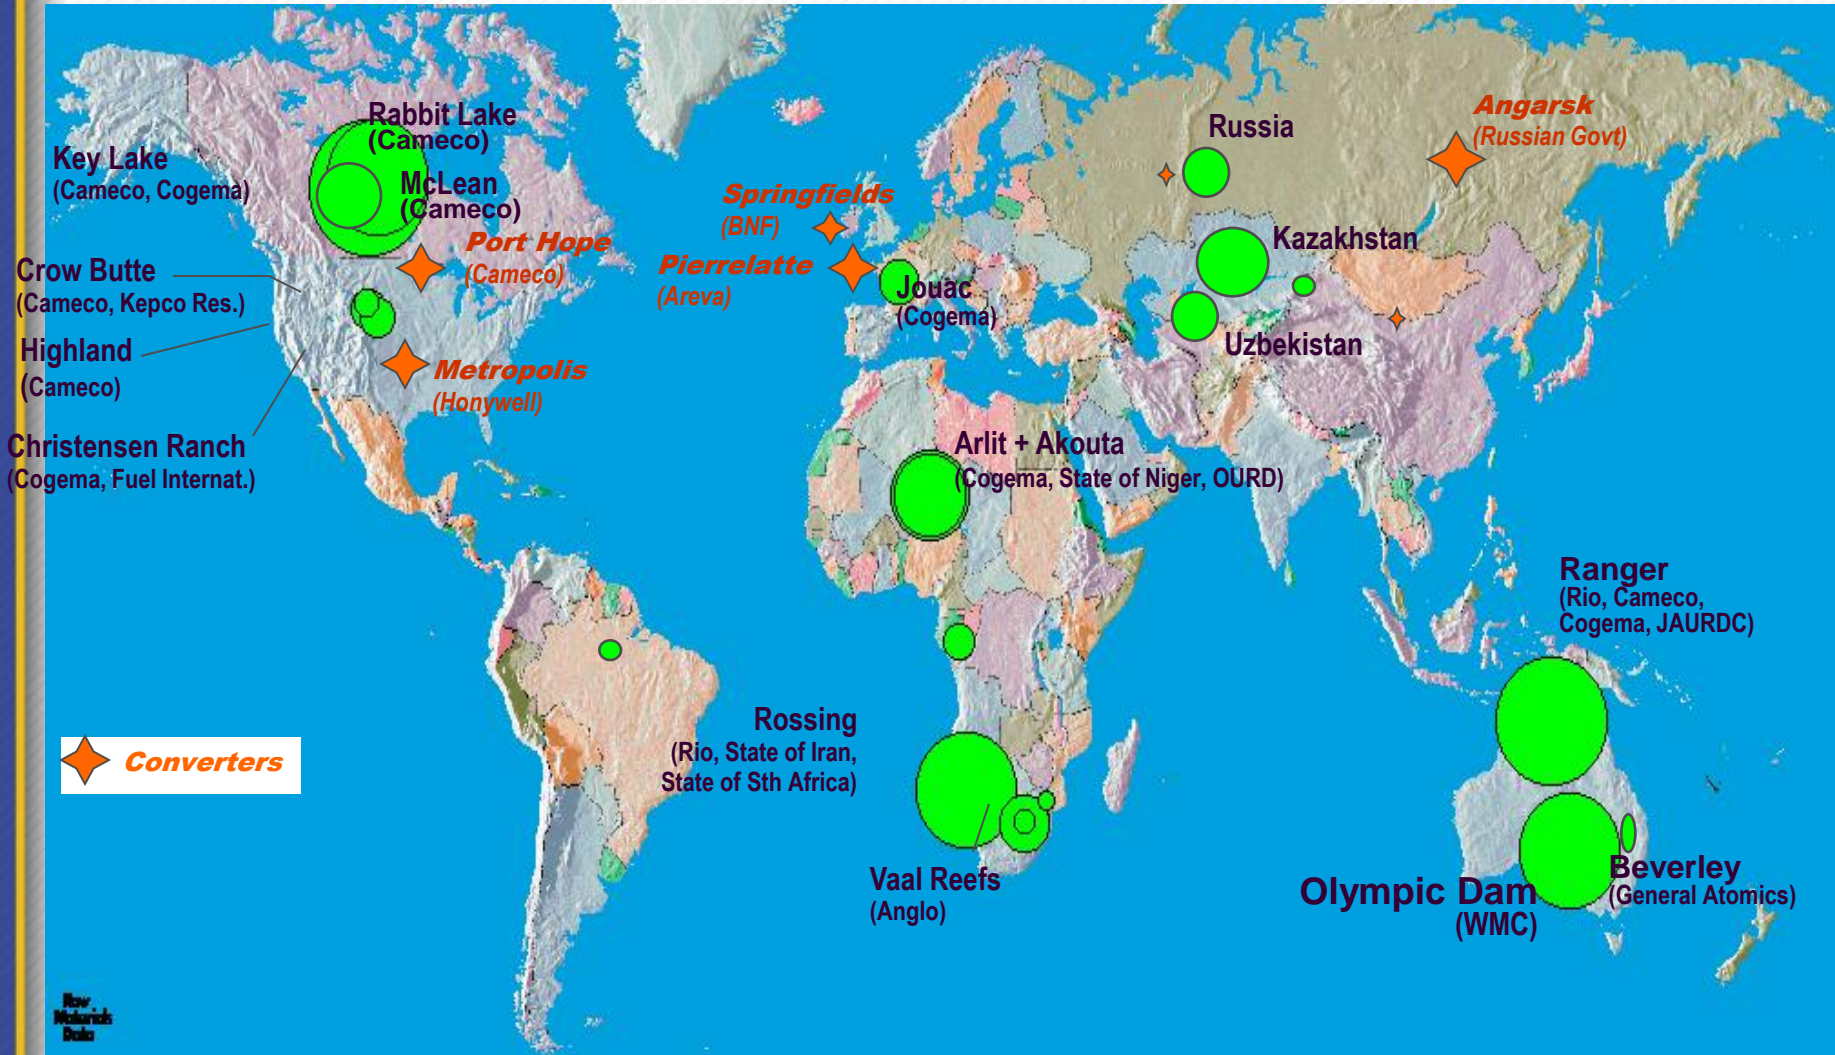 Rabbit Lake
(Cameco)
Key Lake
(Cameco, Cogema)
McLean
(Cameco)
Port Hope
(Cameco)
Crow Butte
(Cameco, Kepco Res.)
Highland
(Cameco)
Metropolis
(Honywell)
Christensen Ranch
(Cogema, Fuel Internat.)
Springfields
(BNF)
Pierrelatte
(Areva)
Jouac
(Cogema)
Russia
Angarsk
(Russian Govt)
Kazakhstan
Uzbekistan
Arlit + Akouta
(Cogema, State of Niger, OURD)
Ranger
(Rio, Cameco,
Cogema, JAURDC)
Rossing
(Rio, State of Iran,
State of Sth Africa)
Converters
Vaal Reefs
(Anglo)
Olympic Dam
(WMC)
Beverley
(General Atomics)
Raw
Materials
Data